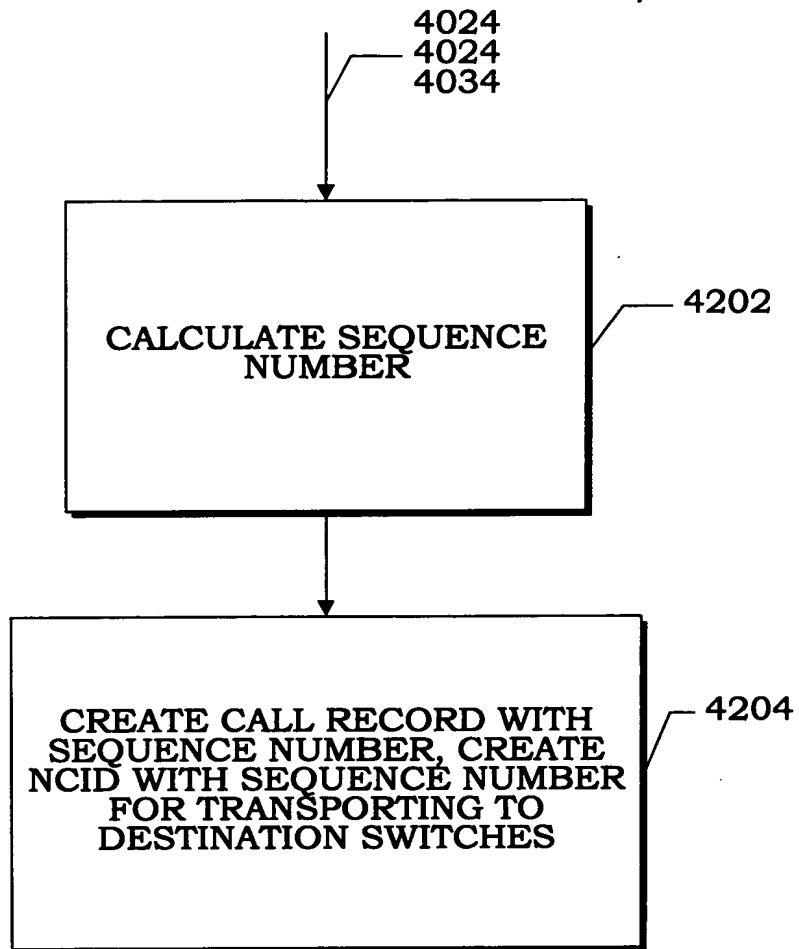 4024
4024
4034
CALCULATE SEQUENCE
NUMBER
4202
CREATE CALL RECORD WITH
SEQUENCE NUMBER, CREATE
NCID WITH SEQUENCE NUMBER
FOR TRANSPORTING TO
DESTINATION SWITCHES
4204